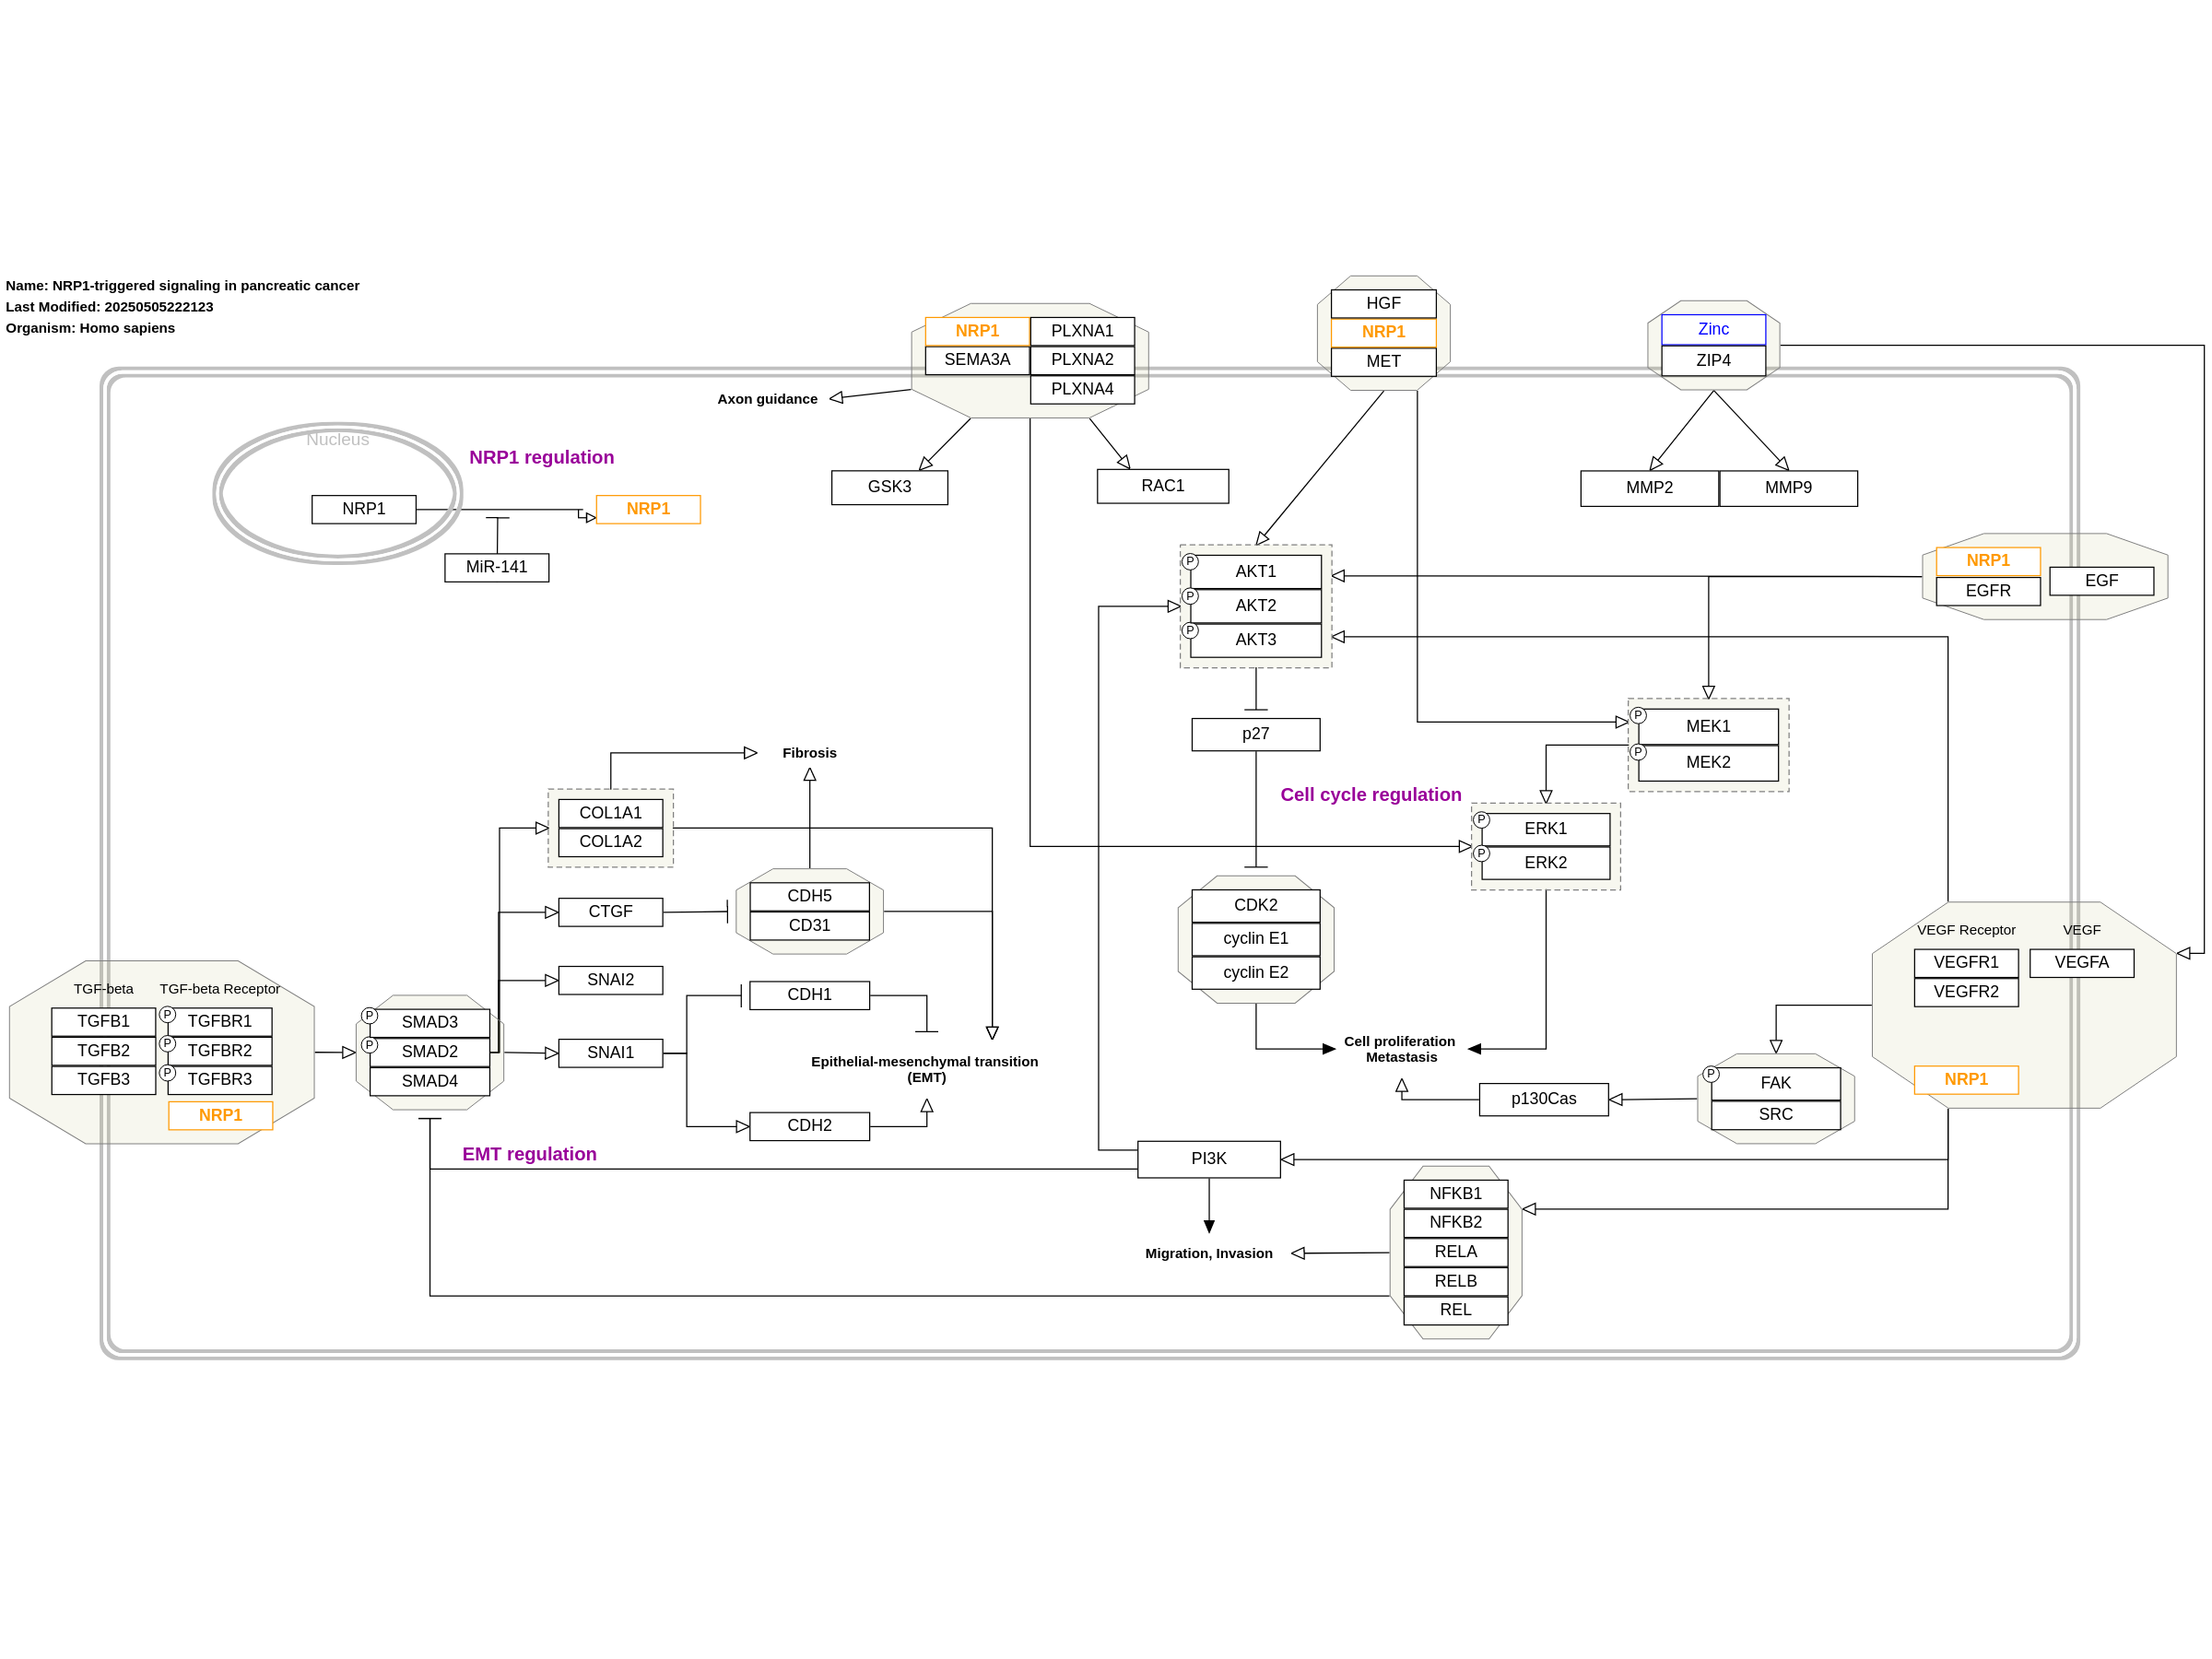 Name: NRP1-triggered signaling in pancreatic cancer
Last Modified: 20250505222123
Organism: Homo sapiens
NRP1
SEMA3A
PLXNA1
PLXNA2
PLXNA4
HGF
NRP1
MET
Zinc
ZIP4
Axon guidance
Nucleus
NRP1 regulation
NRP1
NRP1
MiR-141
GSK3
RAC1
MMP2
MMP9
NRP1
EGFR
EGF
P
AKT1
P
AKT2
P
AKT3
p27
P
MEK1
P
MEK2
Cell cycle regulation
P
ERK1
P
ERK2
Fibrosis
COL1A1
COL1A2
CTGF
CDH5
CD31
SNAI2
CDH1
SNAI1
CDH2
Epithelial-mesenchymal transition
(EMT)
CDK2
cyclin E1
cyclin E2
Cell proliferation
Metastasis
VEGF Receptor
VEGF
VEGFR1
VEGFR2
VEGFA
NRP1
P
FAK
SRC
p130Cas
TGF-beta
TGF-beta Receptor
TGFB1
TGFB2
TGFB3
P
TGFBR1
P
TGFBR2
P
TGFBR3
NRP1
P
SMAD3
P
SMAD2
SMAD4
EMT regulation
PI3K
Migration, Invasion
NFKB1
NFKB2
RELA
RELB
REL